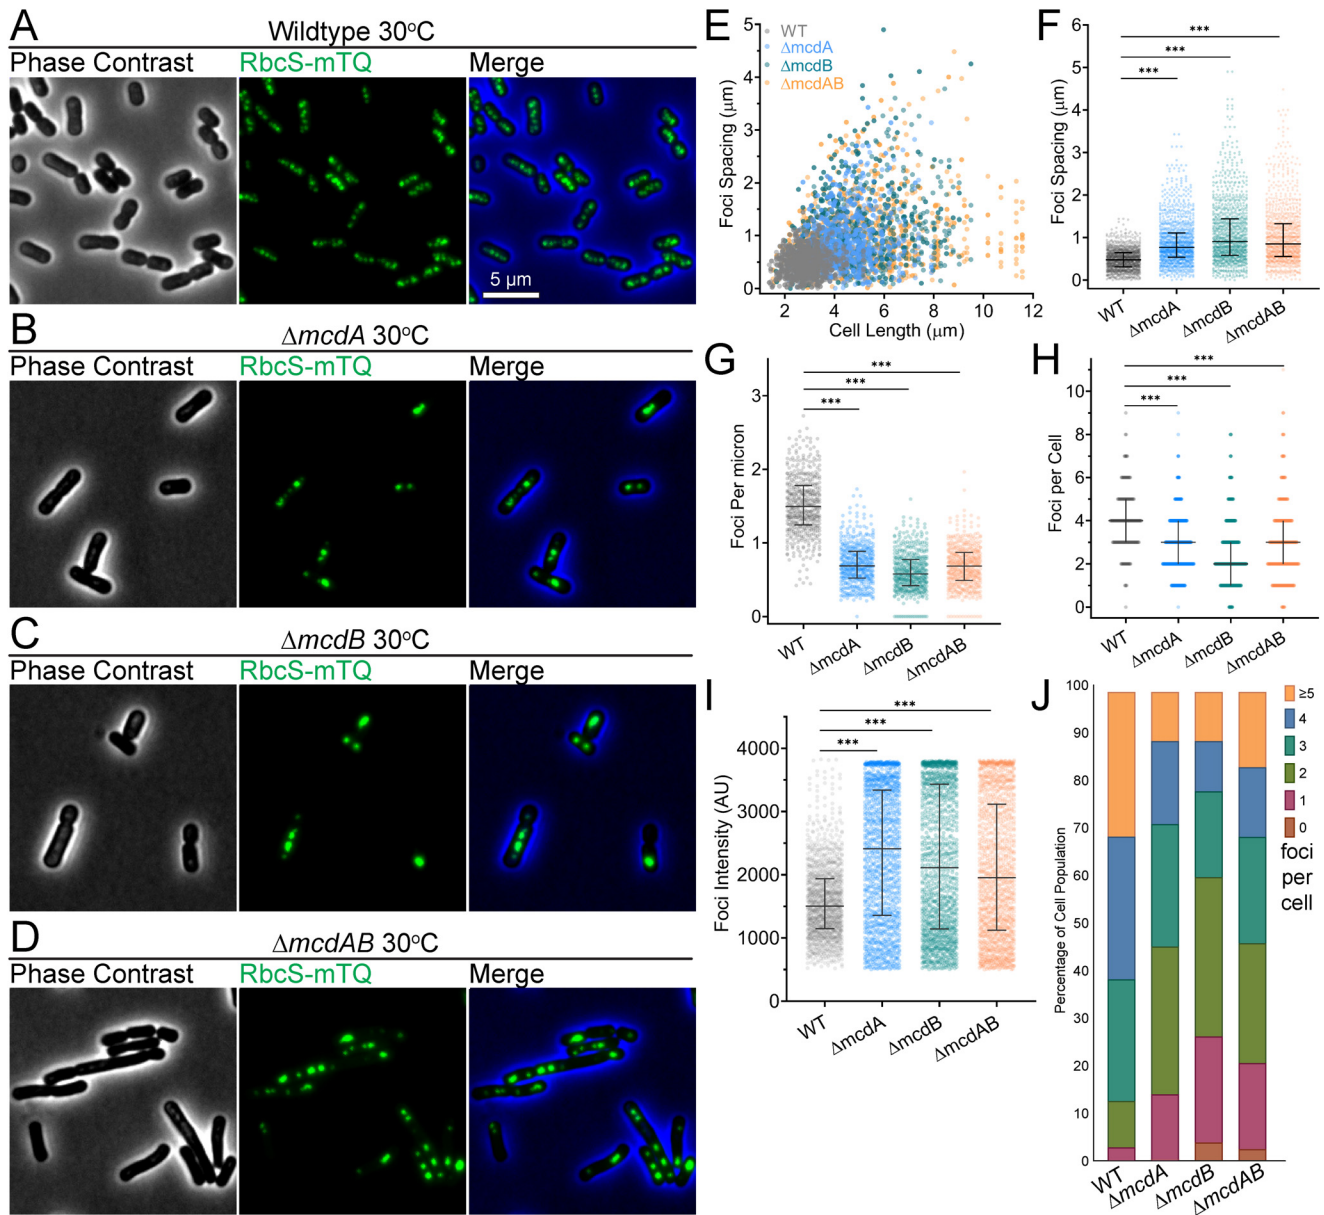 A
Wildtype 30°C
Phase Contrast RbcS-mTQ Merge
5 µm
B
ΔmcdA 30°C
Phase Contrast RbcS-mTQ Merge
C
ΔmcdB 30°C
Phase Contrast RbcS-mTQ Merge
D
ΔmcdAB 30°C
Phase Contrast RbcS-mTQ Merge
E
WT
ΔmcdA
ΔmcdB
ΔmcdAB
Foci Spacing (µm)
5
4
3
2
1
0
2 4 6 8 10 12
Cell Length (µm)
F
Foci Spacing (µm)
6
5
4
3
2
1
0
***
***
***
WT ΔmcdA ΔmcdB ΔmcdAB
G
Foci Per micron
3
2
1
0
***
***
***
WT ΔmcdA ΔmcdB ΔmcdAB
H
Foci per Cell
10
8
6
4
2
0
***
***
***
WT ΔmcdA ΔmcdB ΔmcdAB
I
Foci Intensity (AU)
4000
3000
2000
1000
0
***
***
***
WT ΔmcdA ΔmcdB ΔmcdAB
J
Percentage of Cell Population
100
90
80
70
60
50
40
30
20
10
0
WT ΔmcdA ΔmcdB ΔmcdAB
≥5
4
3
2
1
0
foci
per
cell